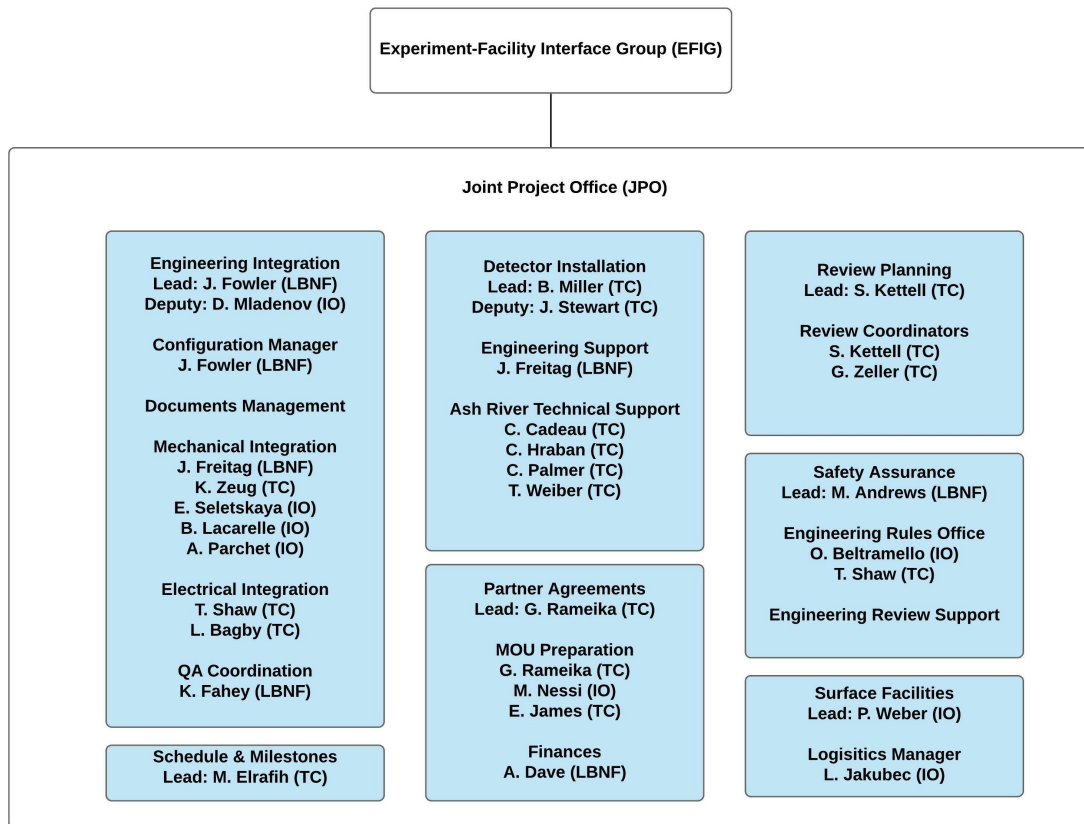 Experiment-Facility Interface Group (EFIG)
Joint Project Office (JPO)
Engineering Integration
Lead: J. Fowler (LBNF)
Deputy: D. Mladenov (IO)
Configuration Manager
J. Fowler (LBNF)
Documents Management
Mechanical Integration
J. Freitag (LBNF)
K. Zeug (TC)
E. Seletskaya (IO)
B. Lacarelle (IO)
A. Parchet (IO)
Electrical Integration
T. Shaw (TC)
L. Bagby (TC)
QA Coordination
K. Fahey (LBNF)
Schedule & Milestones
Lead: M. Elrafih (TC)
Detector Installation
Lead: B. Miller (TC)
Deputy: J. Stewart (TC)
Engineering Support
J. Freitag (LBNF)
Ash River Technical Support
C. Cadeau (TC)
C. Hraban (TC)
C. Palmer (TC)
T. Weiber (TC)
Partner Agreements
Lead: G. Rameika (TC)
MOU Preparation
G. Rameika (TC)
M. Nessi (IO)
E. James (TC)
Finances
A. Dave (LBNF)
Review Planning
Lead: S. Kettell (TC)
Review Coordinators
S. Kettell (TC)
G. Zeller (TC)
Safety Assurance
Lead: M. Andrews (LBNF)
Engineering Rules Office
O. Beltramello (IO)
T. Shaw (TC)
Engineering Review Support
Surface Facilities
Lead: P. Weber (IO)
Logisitics Manager
L. Jakubec (IO)